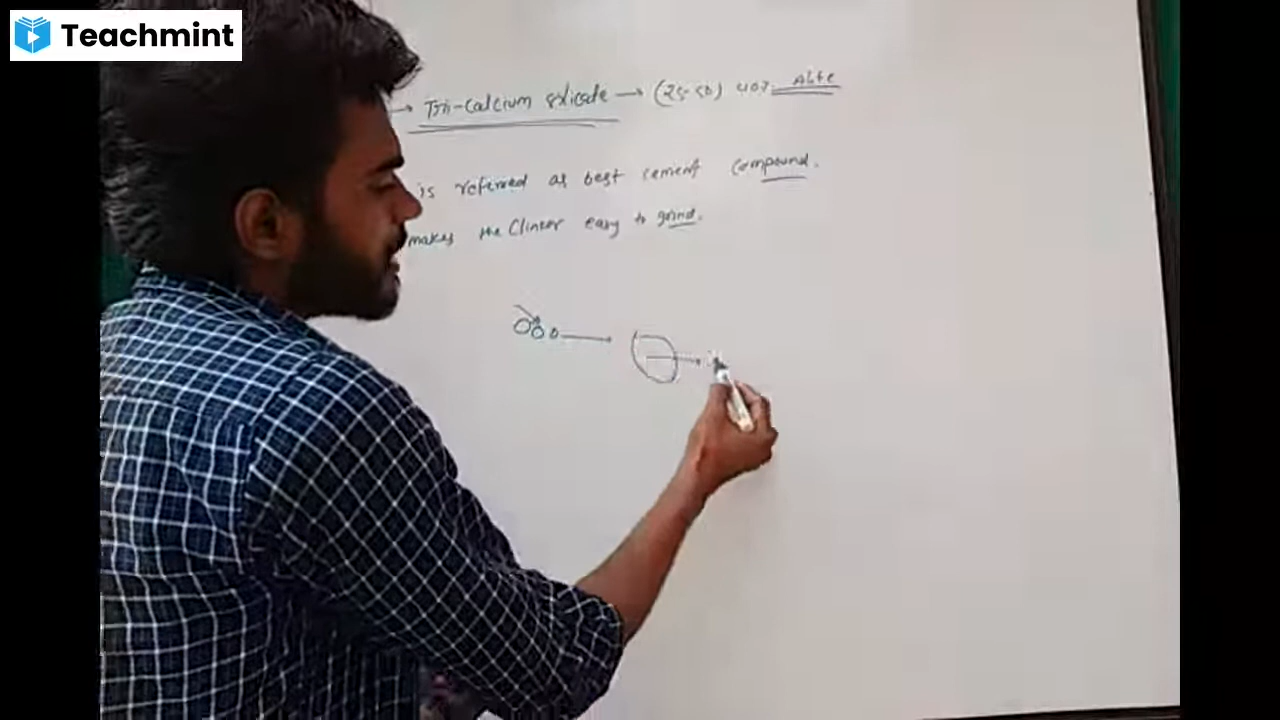 Teachmint
→ Tri-Calcium silicate → (25-50) 40% Alite
is referred as best cement compound.
makes the Clinker easy to grind.